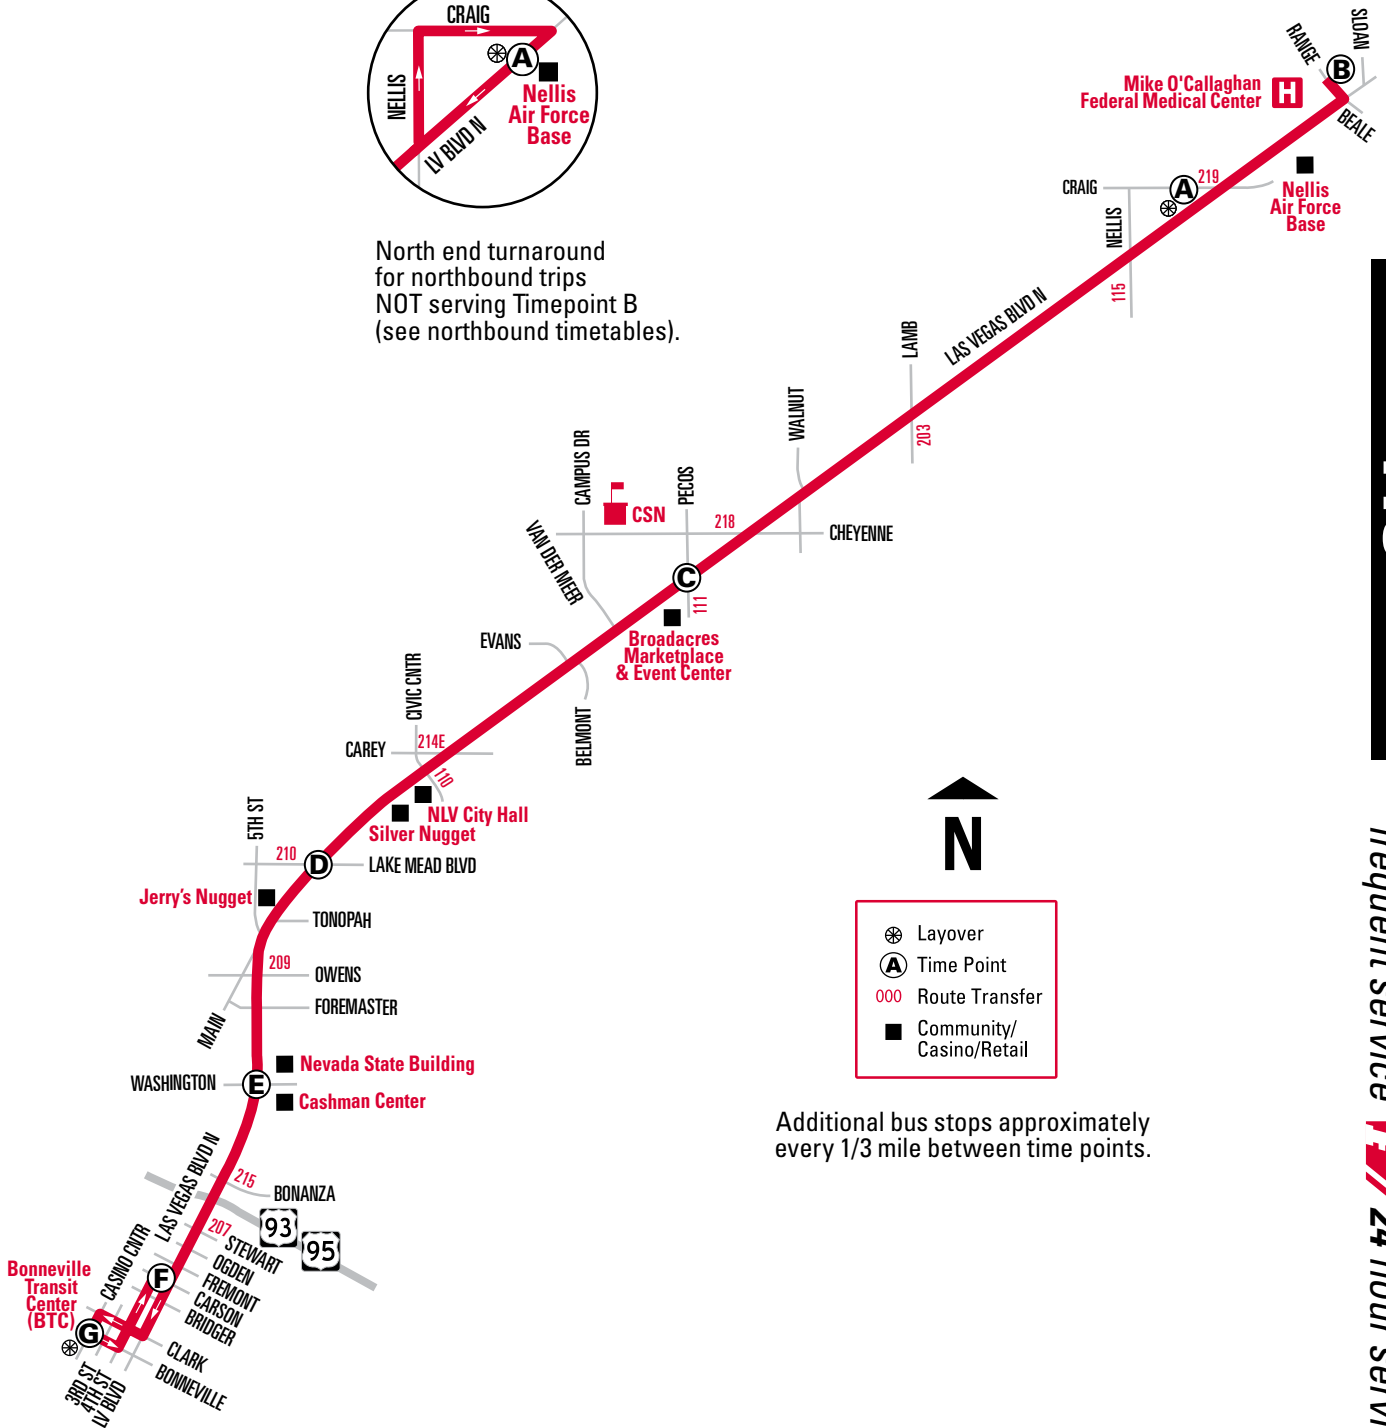 CRAIG
NELLIS
A
Nellis
Air Force
Base
LV BLVD N
North end turnaround
for northbound trips
NOT serving Timepoint B
(see northbound timetables).
RANGE
SLOAN
B
Mike O'Callaghan
Federal Medical Center
H
BEALE
CRAIG
A
219
NELLIS
115
Nellis
Air Force
Base
LAS VEGAS BLVD N
LAMB
203
WALNUT
CAMPUS DR
CSN
PECOS
218
CHEYENNE
VAN DER MEER
C
111
Broadacres
Marketplace
& Event Center
EVANS
BELMONT
CIVIC CNTR
CAREY
214E
110
NLV City Hall
Silver Nugget
5TH ST
210
D
LAKE MEAD BLVD
Jerry's Nugget
TONOPAH
209
OWENS
FOREMASTER
MAIN
Nevada State Building
WASHINGTON
E
Cashman Center
LAS VEGAS BLVD N
215
BONANZA
93
95
207
STEWART
OGDEN
FREMONT
CARSON
BRIDGER
CASINO CNTR
F
Bonneville
Transit
Center
(BTC)
G
CLARK
BONNEVILLE
3RD ST
4TH ST
LV BLVD
N
Layover
A Time Point
000 Route Transfer
Community/
Casino/Retail
Additional bus stops approximately
every 1/3 mile between time points.
frequent service
24 hour servi